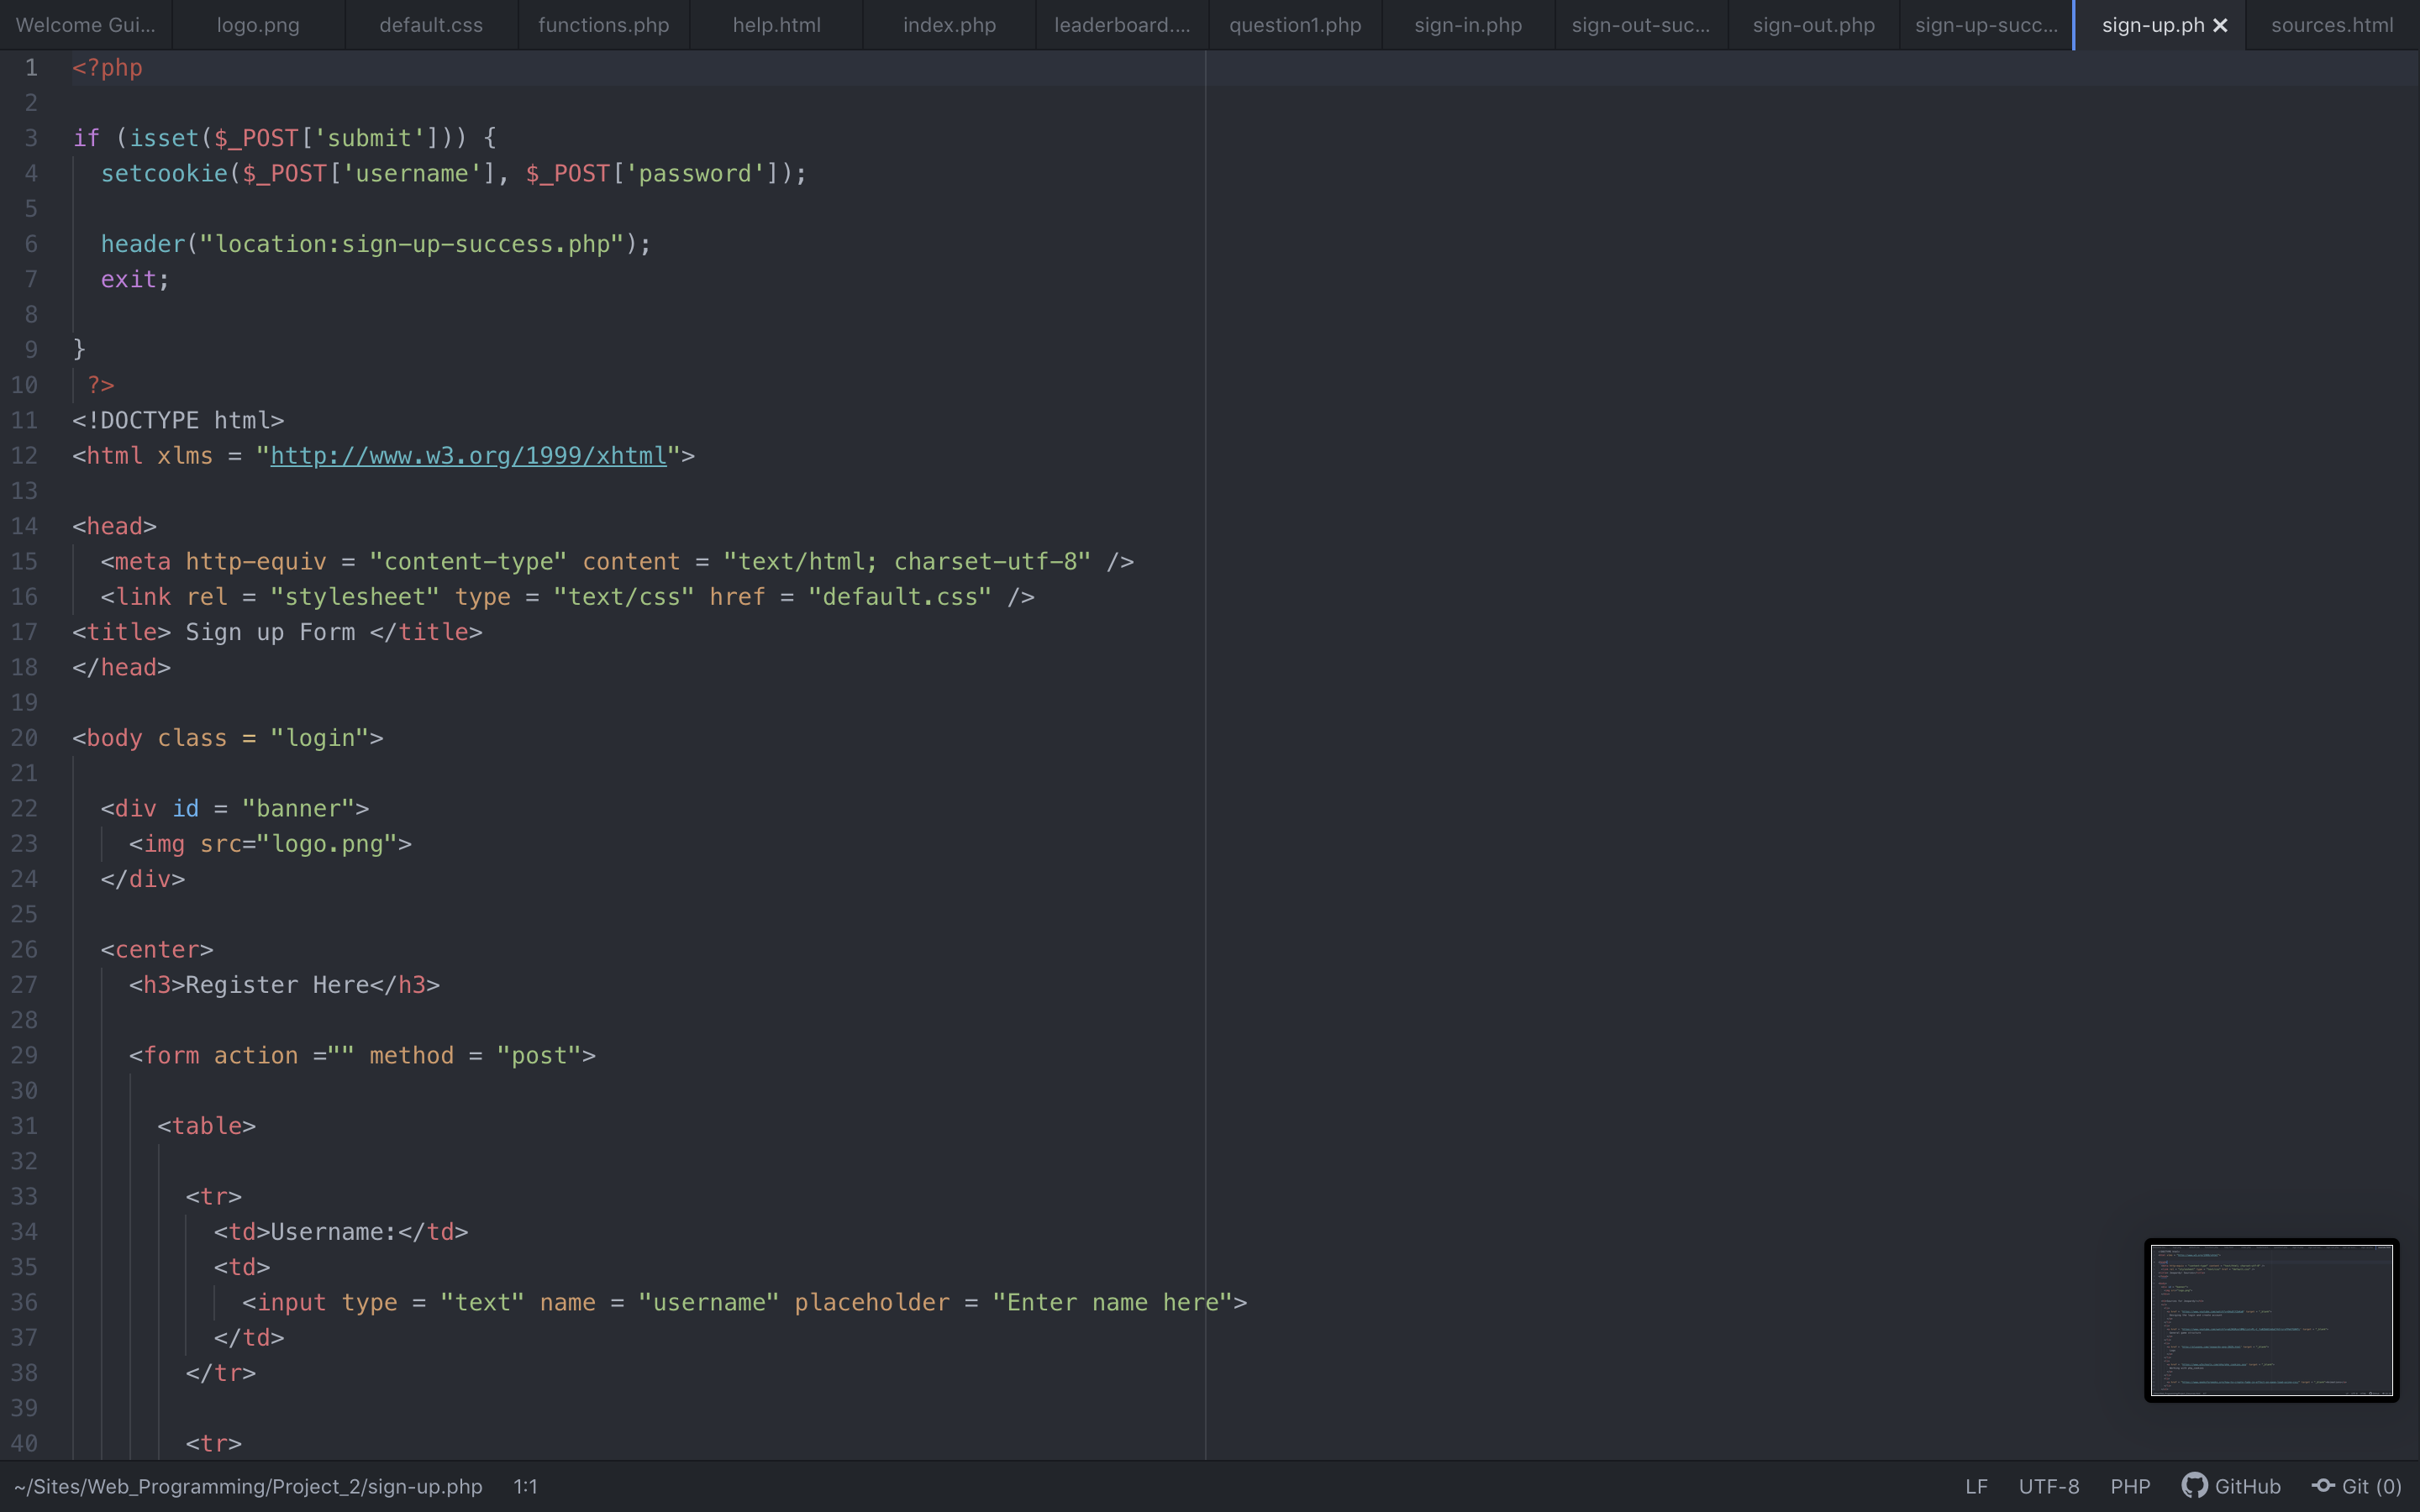 Welcome Gui... logo.png default.css functions.php help.html index.php leaderboard.... question1.php sign-in.php sign-out-suc... sign-out.php sign-up-succ... sign-up.ph sources.html
1 <?php
2
3 if (isset($_POST['submit'])) {
4 setcookie($_POST['username'], $_POST['password']);
5
6 header("location:sign-up-success.php");
7 exit;
8
9 }
10 ?>
11 <!DOCTYPE html>
12 <html xlms = "http://www.w3.org/1999/xhtml">
13
14 <head>
15 <meta http-equiv = "content-type" content = "text/html; charset-utf-8" />
16 <link rel = "stylesheet" type = "text/css" href = "default.css" />
17 <title> Sign up Form </title>
18 </head>
19
20 <body class = "login">
21
22 <div id = "banner">
23 <img src="logo.png">
24 </div>
25
26 <center>
27 <h3>Register Here</h3>
28
29 <form action ="" method = "post">
30
31 <table>
32
33 <tr>
34 <td>Username:</td>
35 <td>
36 <input type = "text" name = "username" placeholder = "Enter name here">
37 </td>
38 </tr>
39
40 <tr>
~/Sites/Web_Programming/Project_2/sign-up.php 1:1 LF UTF-8 PHP GitHub Git (0)